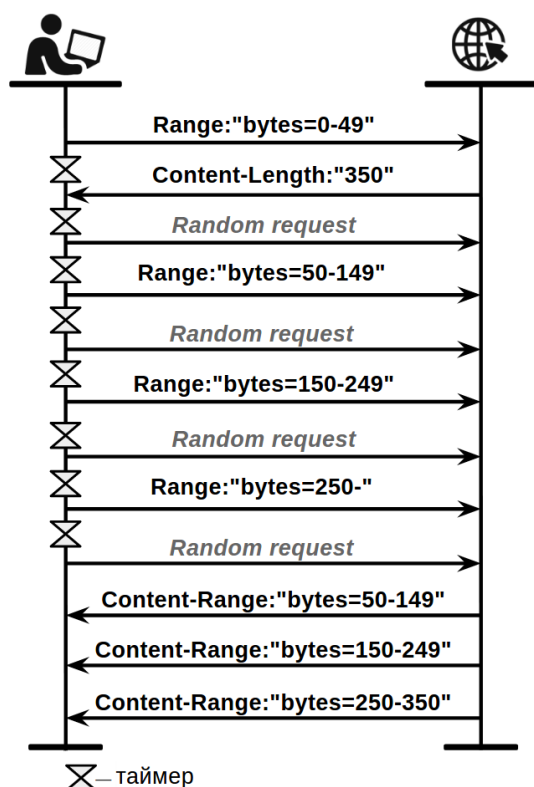 Range:"bytes=0-49"
Content-Length:"350"
Random request
Range:"bytes=50-149"
Random request
Range:"bytes=150-249"
Random request
Range:"bytes=250-"
Random request
Content-Range:"bytes=50-149"
Content-Range:"bytes=150-249"
Content-Range:"bytes=250-350"
— таймер